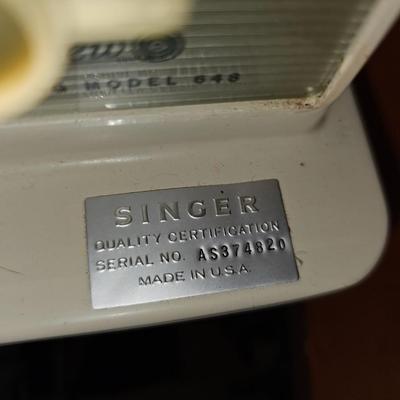 MODEL 648
SINGER
QUALITY CERTIFICATION
SERIAL NO. AS374820
MADE IN U.S.A.